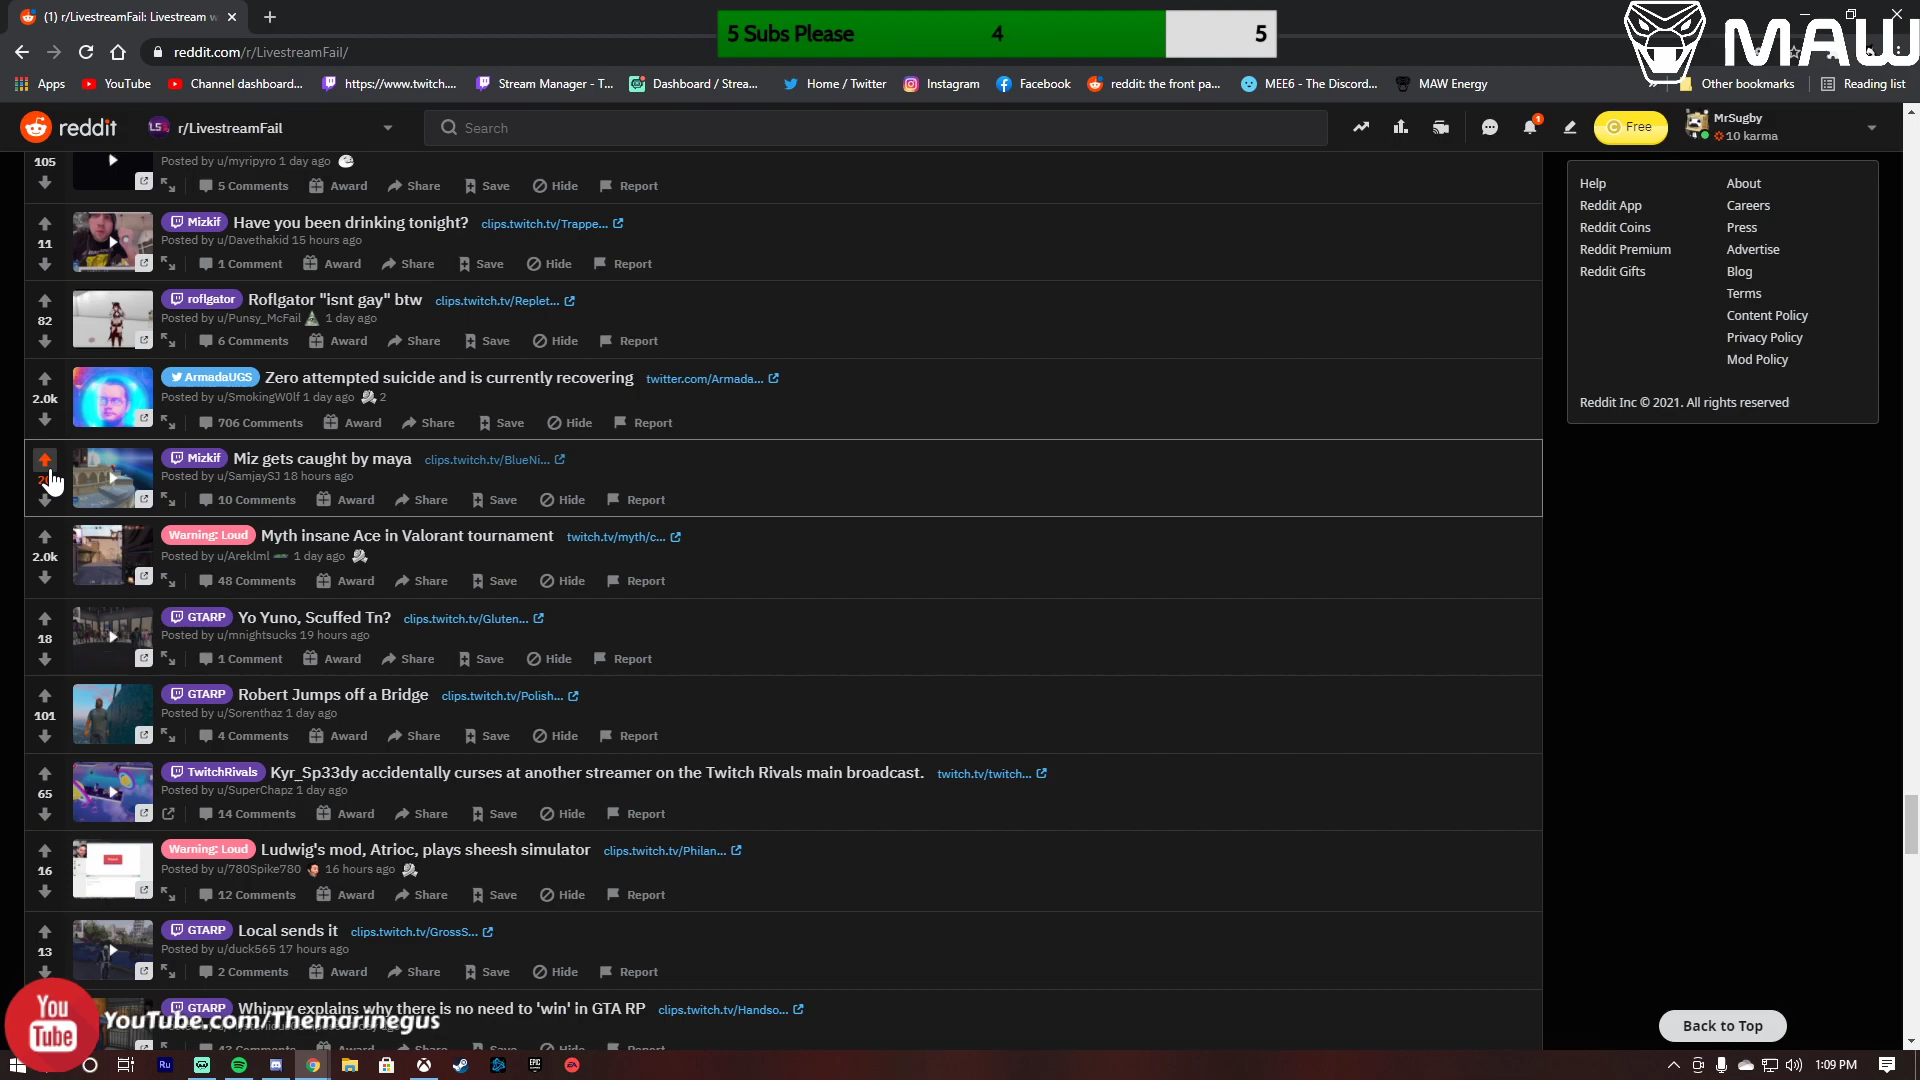 (1) r/LivestreamFail: Livestream w
5 Subs Please 4 5
MAW
reddit.com/r/LivestreamFail/
Apps YouTube Channel dashboard... https://www.twitch... Stream Manager - T... Dashboard / Strea... Home / Twitter Instagram Facebook reddit: the front pa... MEE6 - The Discord... MAW Energy Other bookmarks Reading list
reddit r/LivestreamFail Search 1 Free MrSugby
10 karma
105 Posted by u/myripyro 1 day ago
5 Comments Award Share Save Hide Report
Mizkif Have you been drinking tonight? clips.twitch.tv/Trappe...
11 Posted by u/Davethakid 15 hours ago
1 Comment Award Share Save Hide Report
roflgator Roflgator "isnt gay" btw clips.twitch.tv/Replet...
82 Posted by u/Punsy_McFail 1 day ago
6 Comments Award Share Save Hide Report
ArmadaUGS Zero attempted suicide and is currently recovering twitter.com/Armada...
2.0k Posted by u/SmokingW0lf 1 day ago 2
706 Comments Award Share Save Hide Report
Mizkif Miz gets caught by maya clips.twitch.tv/BlueNi...
Posted by u/SamjaySJ 18 hours ago
10 Comments Award Share Save Hide Report
Warning: Loud Myth insane Ace in Valorant tournament twitch.tv/myth/c...
2.0k Posted by u/Areklml 1 day ago
48 Comments Award Share Save Hide Report
GTARP Yo Yuno, Scuffed Tn? clips.twitch.tv/Gluten...
18 Posted by u/mnightsucks 19 hours ago
1 Comment Award Share Save Hide Report
GTARP Robert Jumps off a Bridge clips.twitch.tv/Polish...
101 Posted by u/Sorenthaz 1 day ago
4 Comments Award Share Save Hide Report
TwitchRivals Kyr_Sp33dy accidentally curses at another streamer on the Twitch Rivals main broadcast. twitch.tv/twitch...
65 Posted by u/SuperChapz 1 day ago
14 Comments Award Share Save Hide Report
Warning: Loud Ludwig's mod, Atrioc, plays sheesh simulator clips.twitch.tv/Philan...
16 Posted by u/780Spike780 16 hours ago
12 Comments Award Share Save Hide Report
GTARP Local sends it clips.twitch.tv/GrossS...
13 Posted by u/duck565 17 hours ago
2 Comments Award Share Save Hide Report
GTARP Whippy explains why there is no need to 'win' in GTA RP clips.twitch.tv/Handso...
You
Tube
YouTube.com/Themarinegus
Help About
Reddit App Careers
Reddit Coins Press
Reddit Premium Advertise
Reddit Gifts Blog
Terms
Content Policy
Privacy Policy
Mod Policy
Reddit Inc © 2021. All rights reserved
Back to Top
Ru EPIC EA 1:09 PM